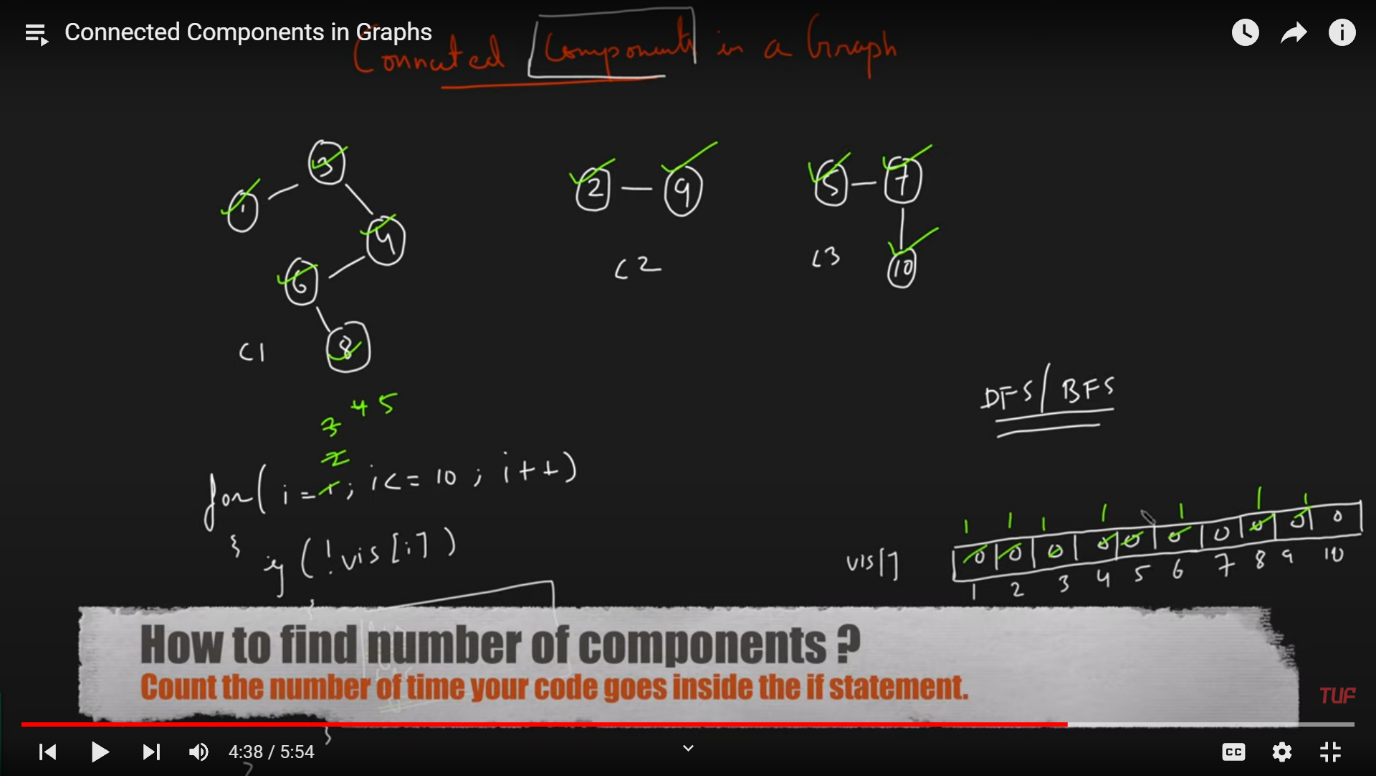 Connected Components in Graphs
Connected Components in a Graph
1 3 4 6 8
2 9
5 7 10
C1
C2
C3
DFS/BFS
3 4 5
2
for( i = 1; i <= 10 ; i++)
{
if ( !vis[i] )
{
1 1 1 1 1 1 1
vis[] 0 0 0 0 0 0 0 0 0 0
1 2 3 4 5 6 7 8 9 10
How to find number of components ?
Count the number of time your code goes inside the if statement.
TUF
}
4:38 / 5:54
CC